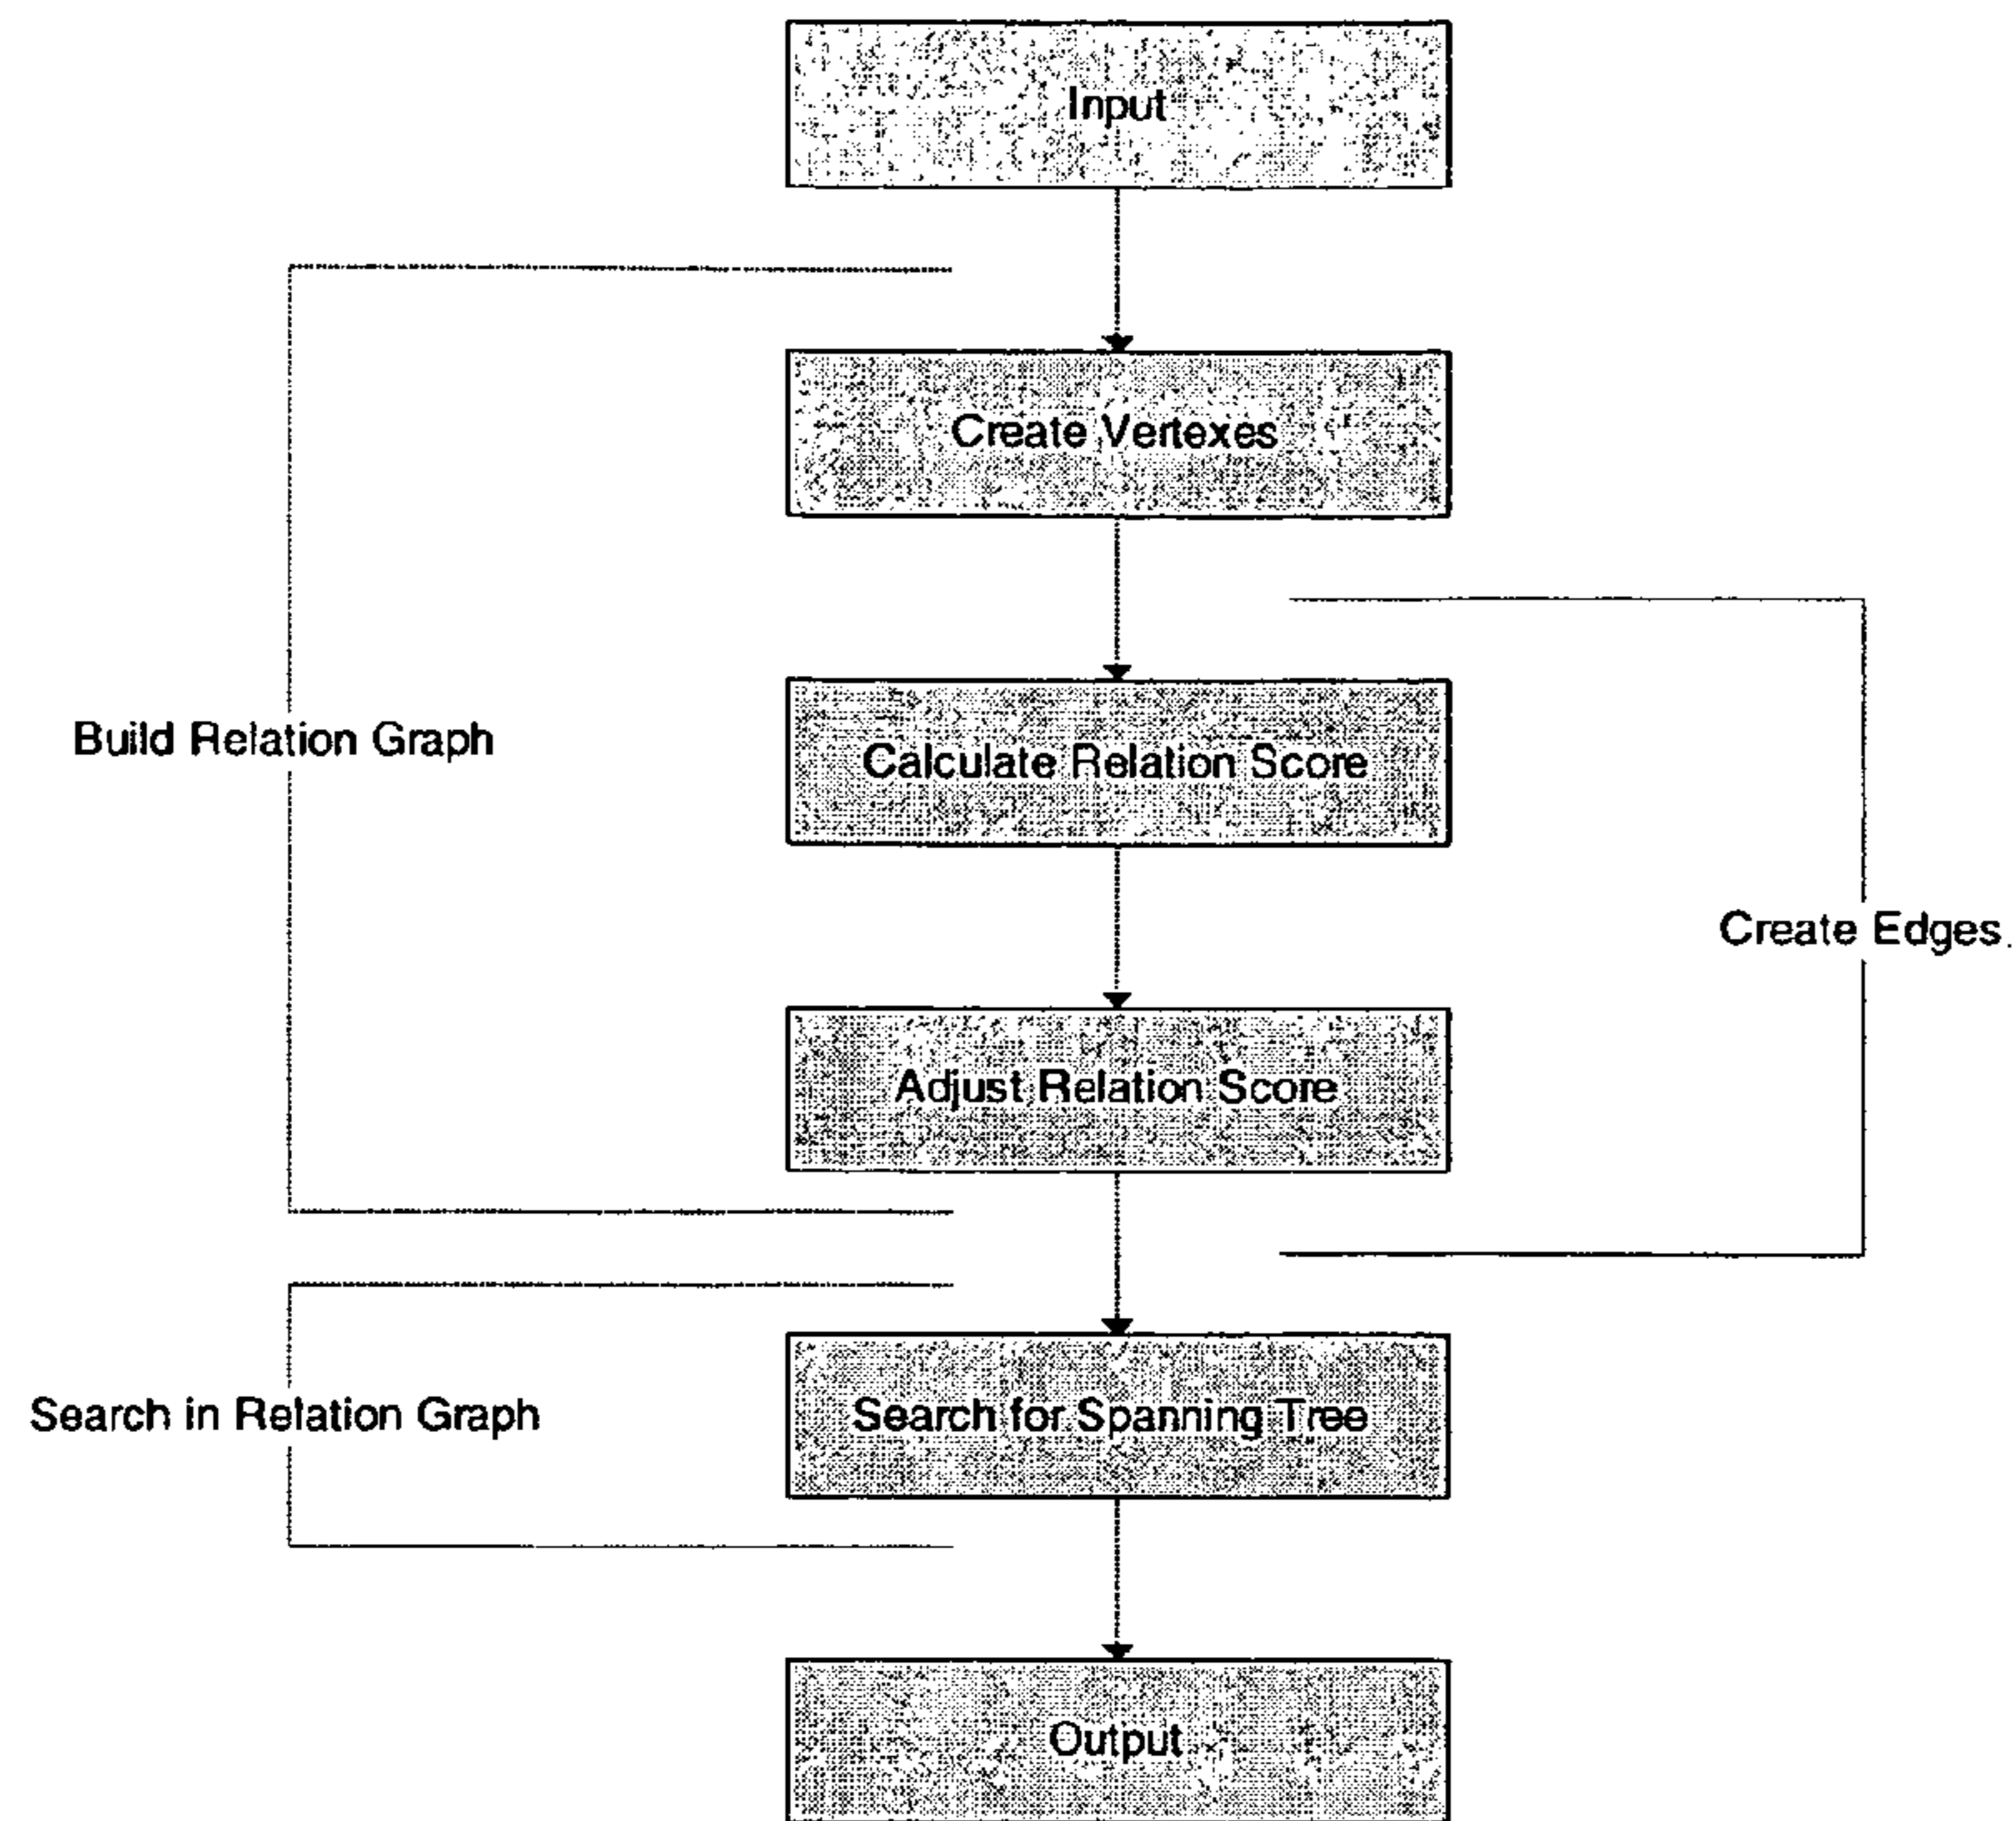 Input
Create Vertexes
Build Relation Graph
Calculate Relation Score
Create Edges
Adjust Relation Score
Search in Relation Graph
Search for Spanning Tree
Output